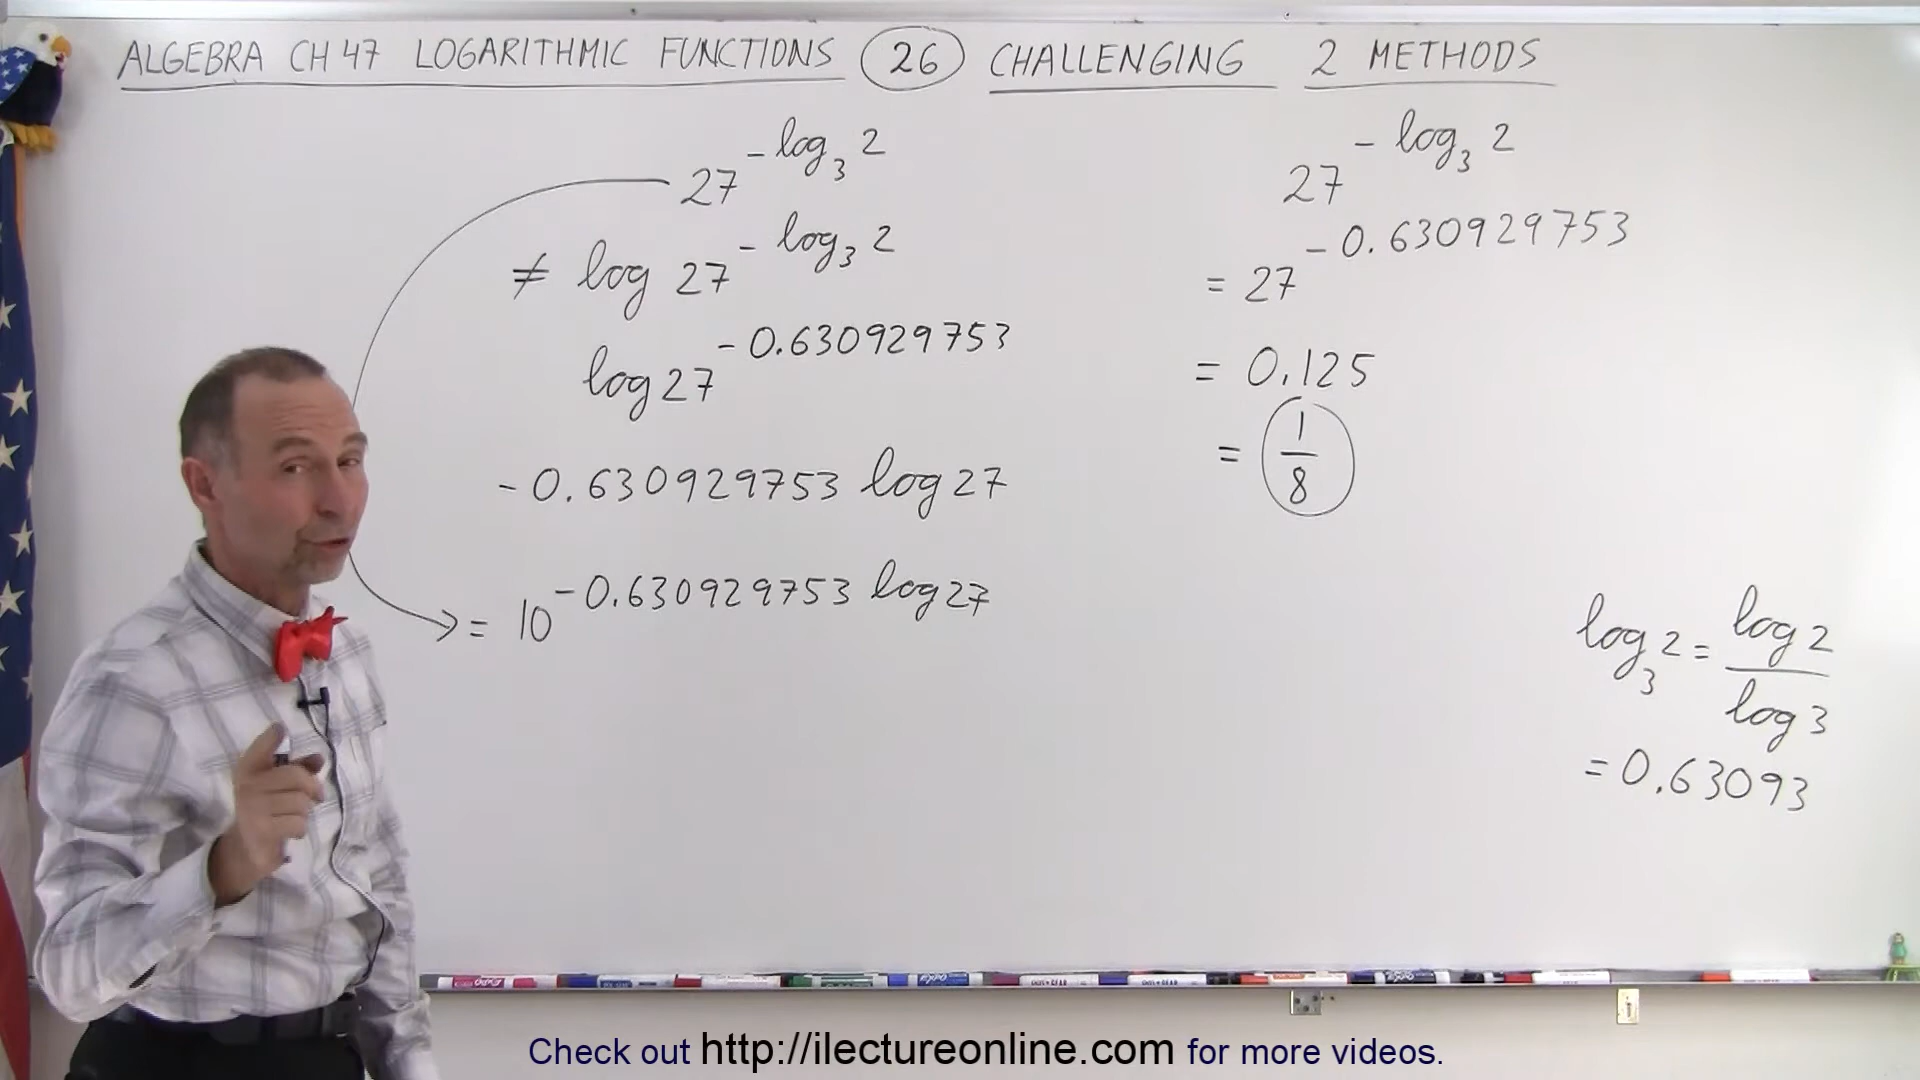 ALGEBRA CH 47 LOGARITHMIC FUNCTIONS 26 CHALLENGING 2 METHODS
27^{-log_3 2}
≠ log 27^{-log_3 2}
log 27^{-0.630929753}
-0.630929753 log 27
= 10^{-0.630929753 log 27}
27^{-log_3 2}
= 27^{-0.630929753}
= 0.125
= 1/8
log_3 2 = log 2 / log 3
= 0.63093
Check out http://ilectureonline.com for more videos.